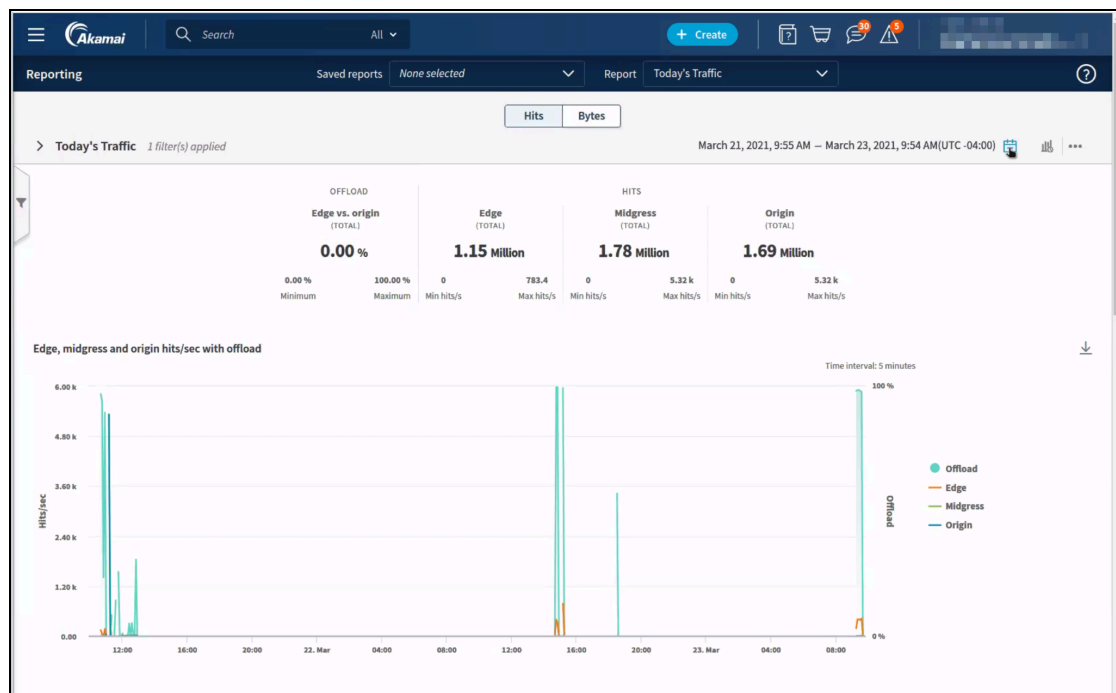 Akamai
Search
All
+ Create
30
5
Reporting
Saved reports
None selected
Report
Today's Traffic
?
Hits
Bytes
Today's Traffic
1 filter(s) applied
March 21, 2021, 9:55 AM — March 23, 2021, 9:54 AM(UTC -04:00)
OFFLOAD
HITS
Edge vs. origin
Edge
Midgress
Origin
(TOTAL)
(TOTAL)
(TOTAL)
(TOTAL)
0.00 %
1.15 Million
1.78 Million
1.69 Million
0.00 %
100.00 %
0
783.4
0
5.32 k
0
5.32 k
Minimum
Maximum
Min hits/s
Max hits/s
Min hits/s
Max hits/s
Min hits/s
Max hits/s
Edge, midgress and origin hits/sec with offload
Time interval: 5 minutes
6.00 k
4.80 k
3.60 k
2.40 k
1.20 k
0.00
Hits/sec
100 %
0 %
Offload
Offload
Edge
Midgress
Origin
12:00
16:00
20:00
22. Mar
04:00
08:00
12:00
16:00
20:00
23. Mar
04:00
08:00